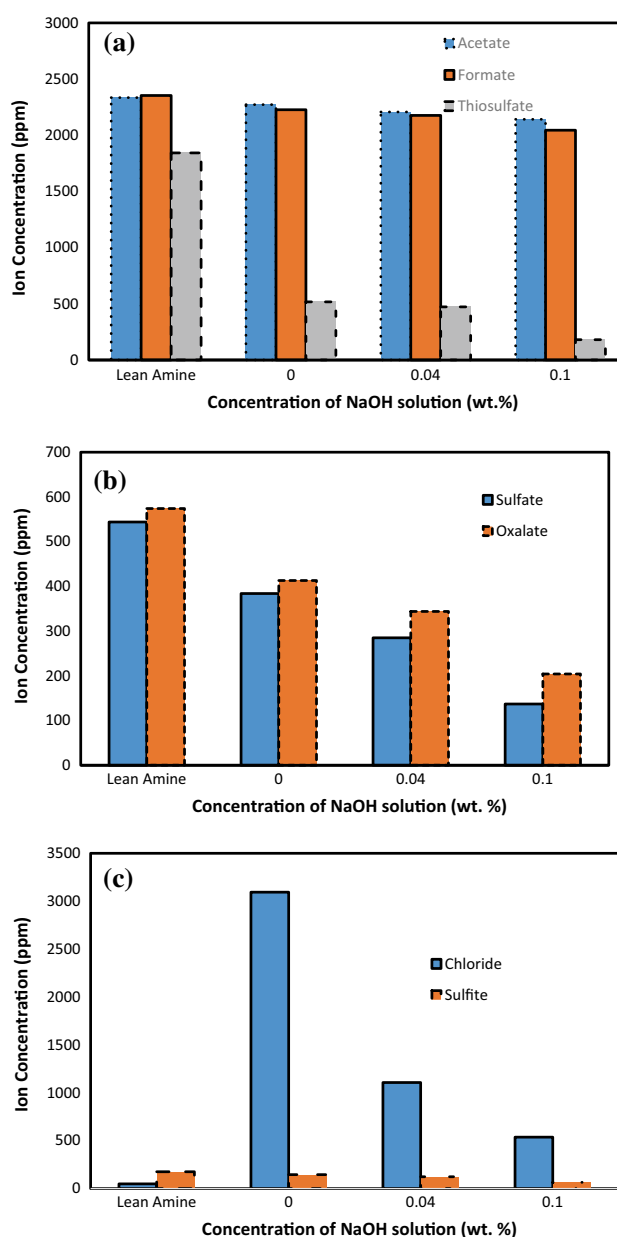 (a)
3000
2500
2000
1500
1000
500
0
Ion Concentration (ppm)
Acetate
Formate
Thiosulfate
Lean Amine 0 0.04 0.1
Concentration of NaOH solution (wt.%)
(b)
700
600
500
400
300
200
100
0
Ion Concentration (ppm)
Sulfate
Oxalate
Lean Amine 0 0.04 0.1
Concentration of NaOH solution (wt. %)
(c)
3500
3000
2500
2000
1500
1000
500
0
Ion Concentration (ppm)
Chloride
Sulfite
Lean Amine 0 0.04 0.1
Concentration of NaOH solution (wt. %)